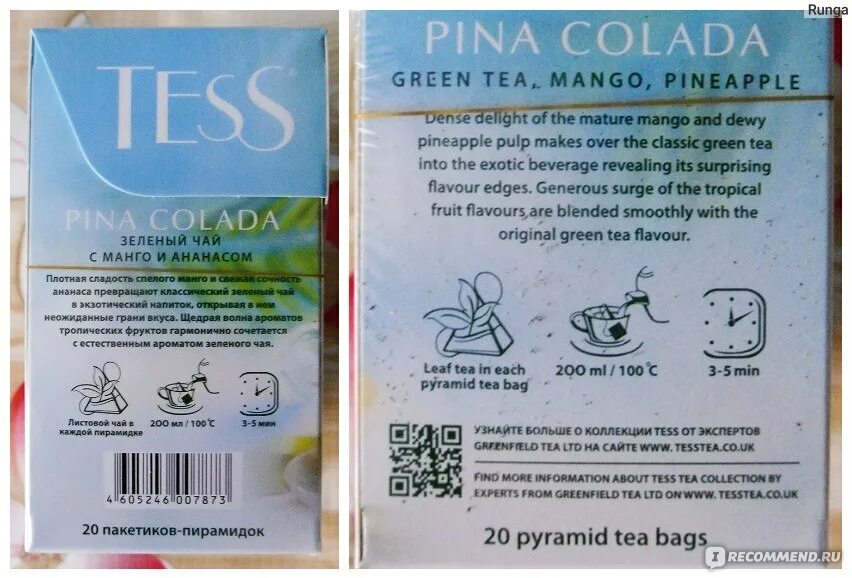 TESS
PINA COLADA
ЗЕЛЕНЫЙ ЧАЙ
С МАНГО И АНАНАСОМ
Плотная сладость спелого манго и свежая сочность
ананаса превращают классический зеленый чай
в экзотический напиток, открывая в нем
неожиданные грани вкуса. Щедрая волна ароматов
тропических фруктов гармонично сочетается
с естественным ароматом зеленого чая.
Листовой чай в
каждой пирамидке
200 мл / 100 °C
3-5 мин
4 605246 007873
20 пакетиков-пирамидок
Runga
PINA COLADA
GREEN TEA, MANGO, PINEAPPLE
Dense delight of the mature mango and dewy
pineapple pulp makes over the classic green tea
into the exotic beverage revealing its surprising
flavour edges. Generous surge of the tropical
fruit flavours are blended smoothly with the
original green tea flavour.
Leaf tea in each
pyramid tea bag
200 ml / 100 °C
3-5 min
УЗНАЙТЕ БОЛЬШЕ О КОЛЛЕКЦИИ TESS ОТ ЭКСПЕРТОВ
GREENFIELD TEA LTD НА САЙТЕ WWW.TESSTEA.CO.UK
FIND MORE INFORMATION ABOUT TESS TEA COLLECTION BY
EXPERTS FROM GREENFIELD TEA LTD ON WWW.TESSTEA.CO.UK
20 pyramid tea bags
I RECOMMEND.RU